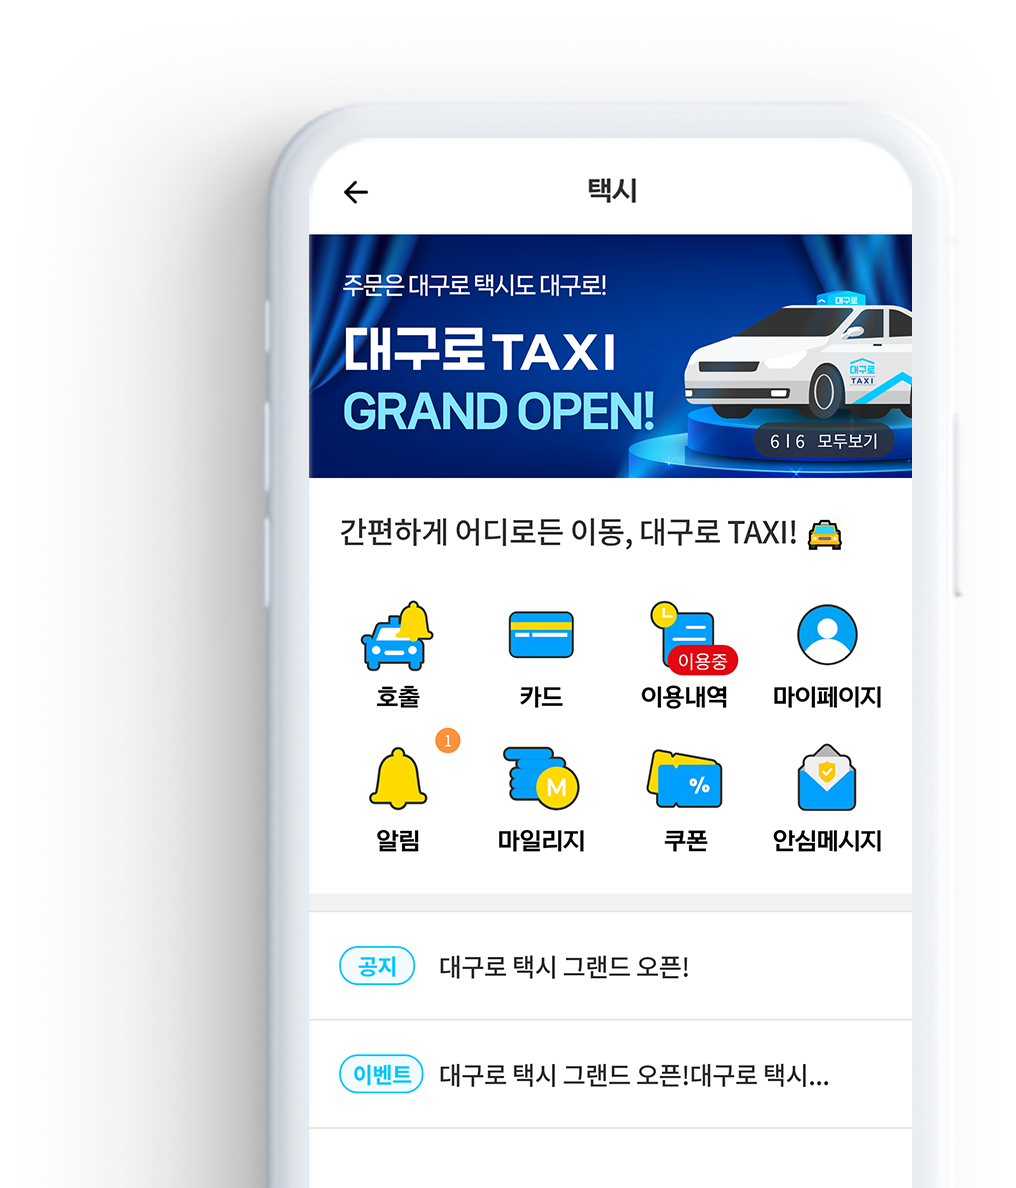 택시
주문은 대구로 택시도 대구로!
대구로 TAXI
GRAND OPEN!
대구로
대구로
TAXI
6 | 6 모두보기
간편하게 어디로든 이동, 대구로 TAXI!
이용중
호출 카드 이용내역 마이페이지
1
M
%
알림 마일리지 쿠폰 안심메시지
공지 대구로 택시 그랜드 오픈!
이벤트 대구로 택시 그랜드 오픈!대구로 택시...